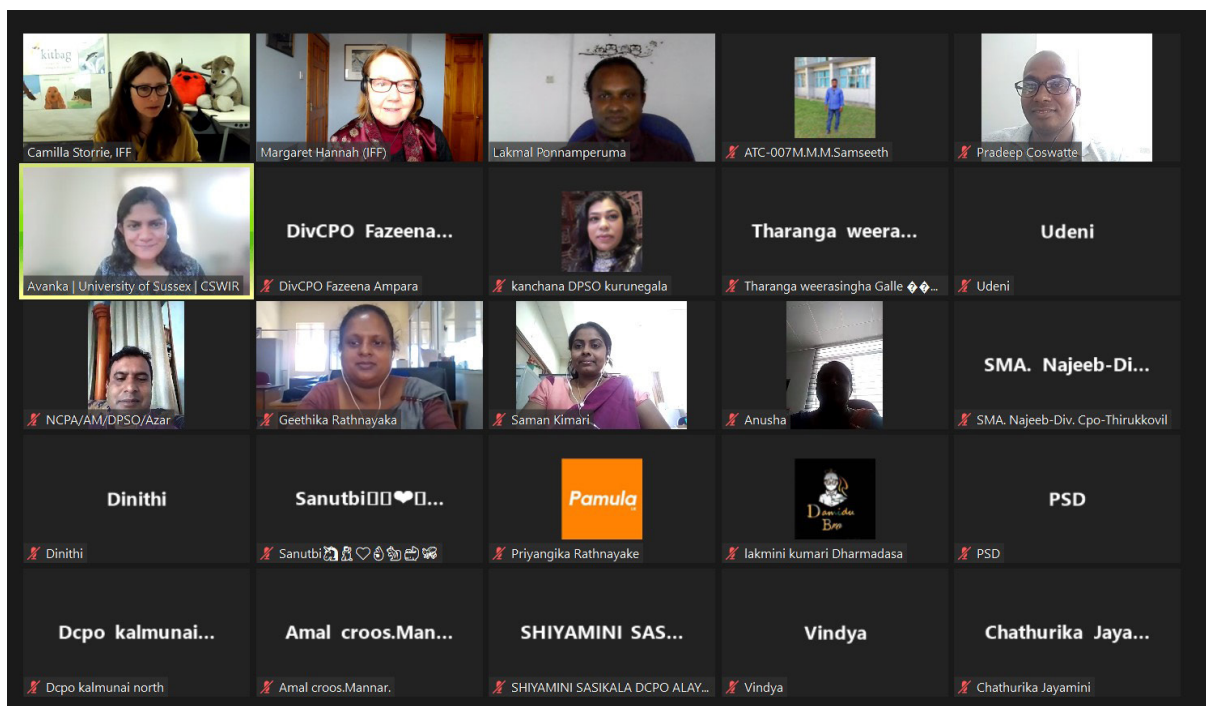 kitbag
Camilla Storrie, IFF
Margaret Hannah (IFF)
Lakmal Ponnamperuma
ATC-007M.M.M.Samseeth
Pradeep Coswatte
Avanka | University of Sussex | CSWIR
DivCPO Fazeena...
DivCPO Fazeena Ampara
kanchana DPSO kurunegala
Tharanga weera...
Tharanga weerasingha Galle ��...
Udeni
Udeni
NCPA/AM/DPSO/Azar
Geethika Rathnayaka
Saman Kimari
Anusha
SMA. Najeeb-Di...
SMA. Najeeb-Div. Cpo-Thirukkovil
Dinithi
Dinithi
Sanutbi▯▯❤▯...
Sanutbi
Pamula
Priyangika Rathnayake
Damidu
Bro
lakmini kumari Dharmadasa
PSD
PSD
Dcpo kalmunai...
Dcpo kalmunai north
Amal croos.Man...
Amal croos.Mannar.
SHIYAMINI SAS...
SHIYAMINI SASIKALA DCPO ALAY...
Vindya
Vindya
Chathurika Jaya...
Chathurika Jayamini